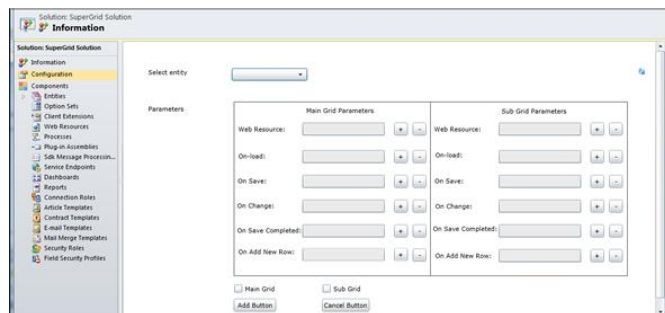 Solution: SuperGrid Solution
Information
Solution: SuperGrid Solution
Information
Configuration
Components
Entities
Option Sets
Client Extensions
Web Resources
Processes
Plug-in Assemblies
Sdk Message Processin...
Service Endpoints
Dashboards
Reports
Connection Roles
Article Templates
Contract Templates
E-mail Templates
Mail Merge Templates
Security Roles
Field Security Profiles
Select entity
Parameters
Main Grid Parameters
Web Resource: + -
On-load: + -
On Save: + -
On Change: + -
On Save Completed: + -
On Add New Row: + -
Sub Grid Parameters
Web Resource: + -
On-load: + -
On Save: + -
On Change: + -
On Save Completed: + -
On Add New Row: + -
Main Grid Sub Grid
Add Button Cancel Button